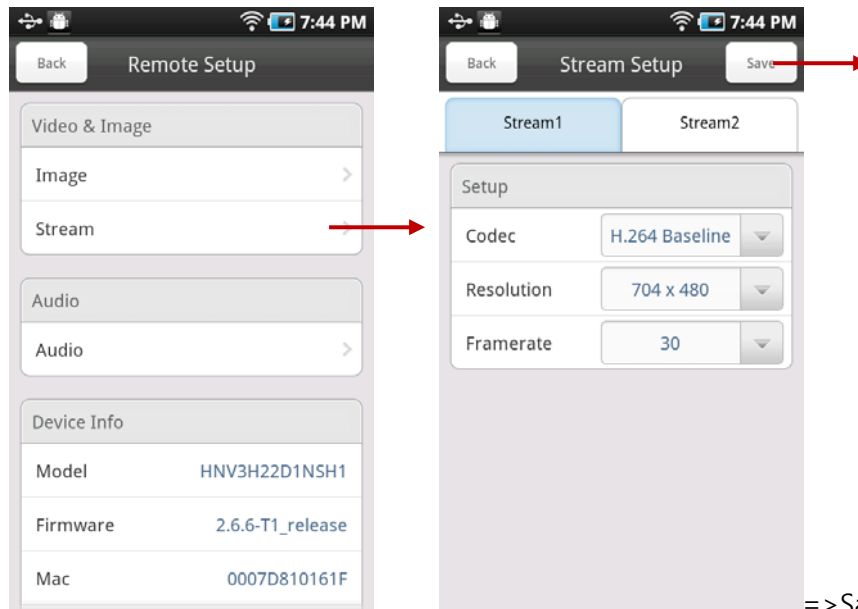 7:44 PM
Back
Remote Setup
Video & Image
Image
Stream
Audio
Audio
Device Info
Model HNV3H22D1NSH1
Firmware 2.6.6-T1_release
Mac 0007D810161F
7:44 PM
Back
Stream Setup
Save
Stream1 Stream2
Setup
Codec H.264 Baseline
Resolution 704 x 480
Framerate 30